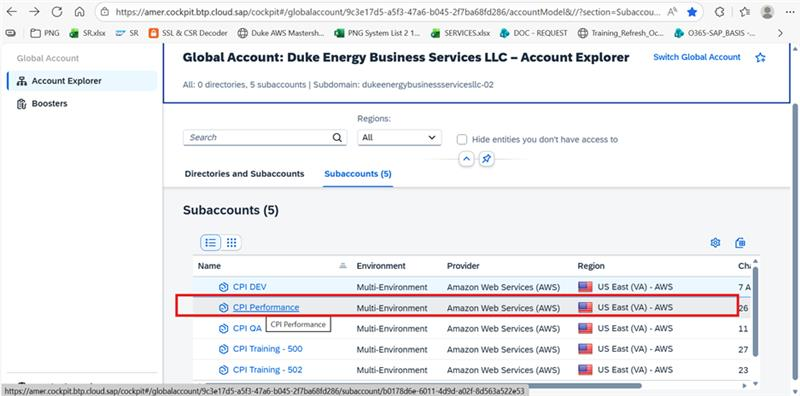 https://amer.cockpit.btp.cloud.sap/cockpit#/globalaccount/9c3e17d5-a5f3-47a6-b045-2f7ba68fd286/accountModel&//?section=Subaccou...
PNG SR.xlsx SR SSL & CSR Decoder Duke AWS Mastersh... PNG System List 2 1... SERVICES.xlsx DOC - REQUEST Training_Refresh_Oc... O365-SAP_BASIS - ...
Global Account
Account Explorer
Boosters
Global Account: Duke Energy Business Services LLC – Account Explorer
Switch Global Account
All: 0 directories, 5 subaccounts | Subdomain: dukeenergybusinessservicesllc-02
Regions:
Search All Hide entities you don't have access to
Directories and Subaccounts Subaccounts (5)
Subaccounts (5)
Name Environment Provider Region
CPI DEV Multi-Environment Amazon Web Services (AWS) US East (VA) - AWS 7 A
CPI Performance Multi-Environment Amazon Web Services (AWS) US East (VA) - AWS 26
CPI Performance
CPI QA Multi-Environment Amazon Web Services (AWS) US East (VA) - AWS 11
CPI Training - 500 Multi-Environment Amazon Web Services (AWS) US East (VA) - AWS 27
CPI Training - 502 Multi-Environment Amazon Web Services (AWS) US East (VA) - AWS 23
https://amer.cockpit.btp.cloud.sap/cockpit#/globalaccount/9c3e17d5-a5f3-47a6-b045-2f7ba68fd286/subaccount/b0178d6e-6011-4d9d-a02f-8d563a522e53